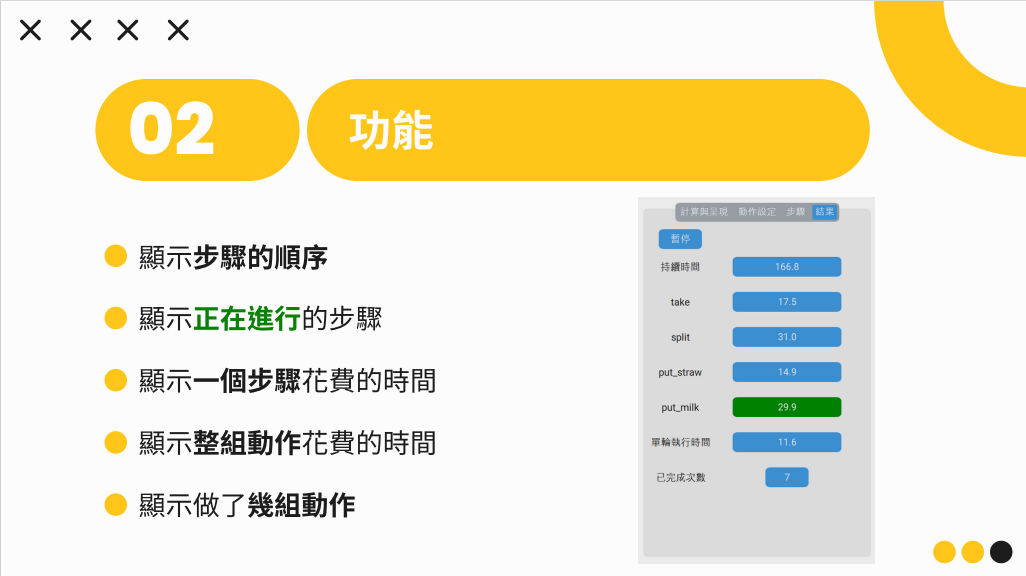 02
功能
顯示步驟的順序
顯示正在進行的步驟
顯示一個步驟花費的時間
顯示整組動作花費的時間
顯示做了幾組動作
計算與呈現 動作設定 步驟 結果
暫停
持續時間 166.8
take 17.5
split 31.0
put_straw 14.9
put_milk 29.9
單輪執行時間 11.6
已完成次數 7